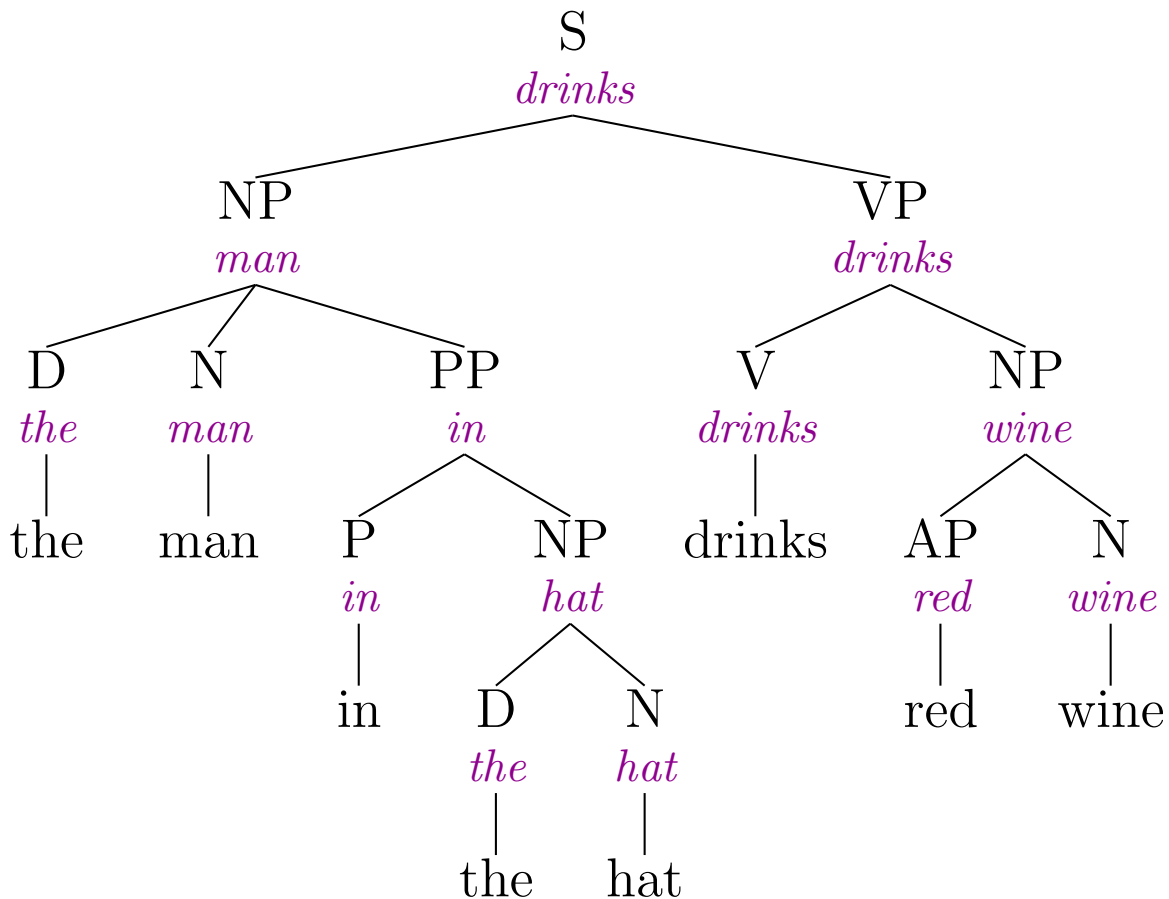 S
drinks
NP VP
man drinks
D N PP V NP
the man in drinks wine
the man P NP drinks AP N
in hat red wine
in D N red wine
the hat
the hat